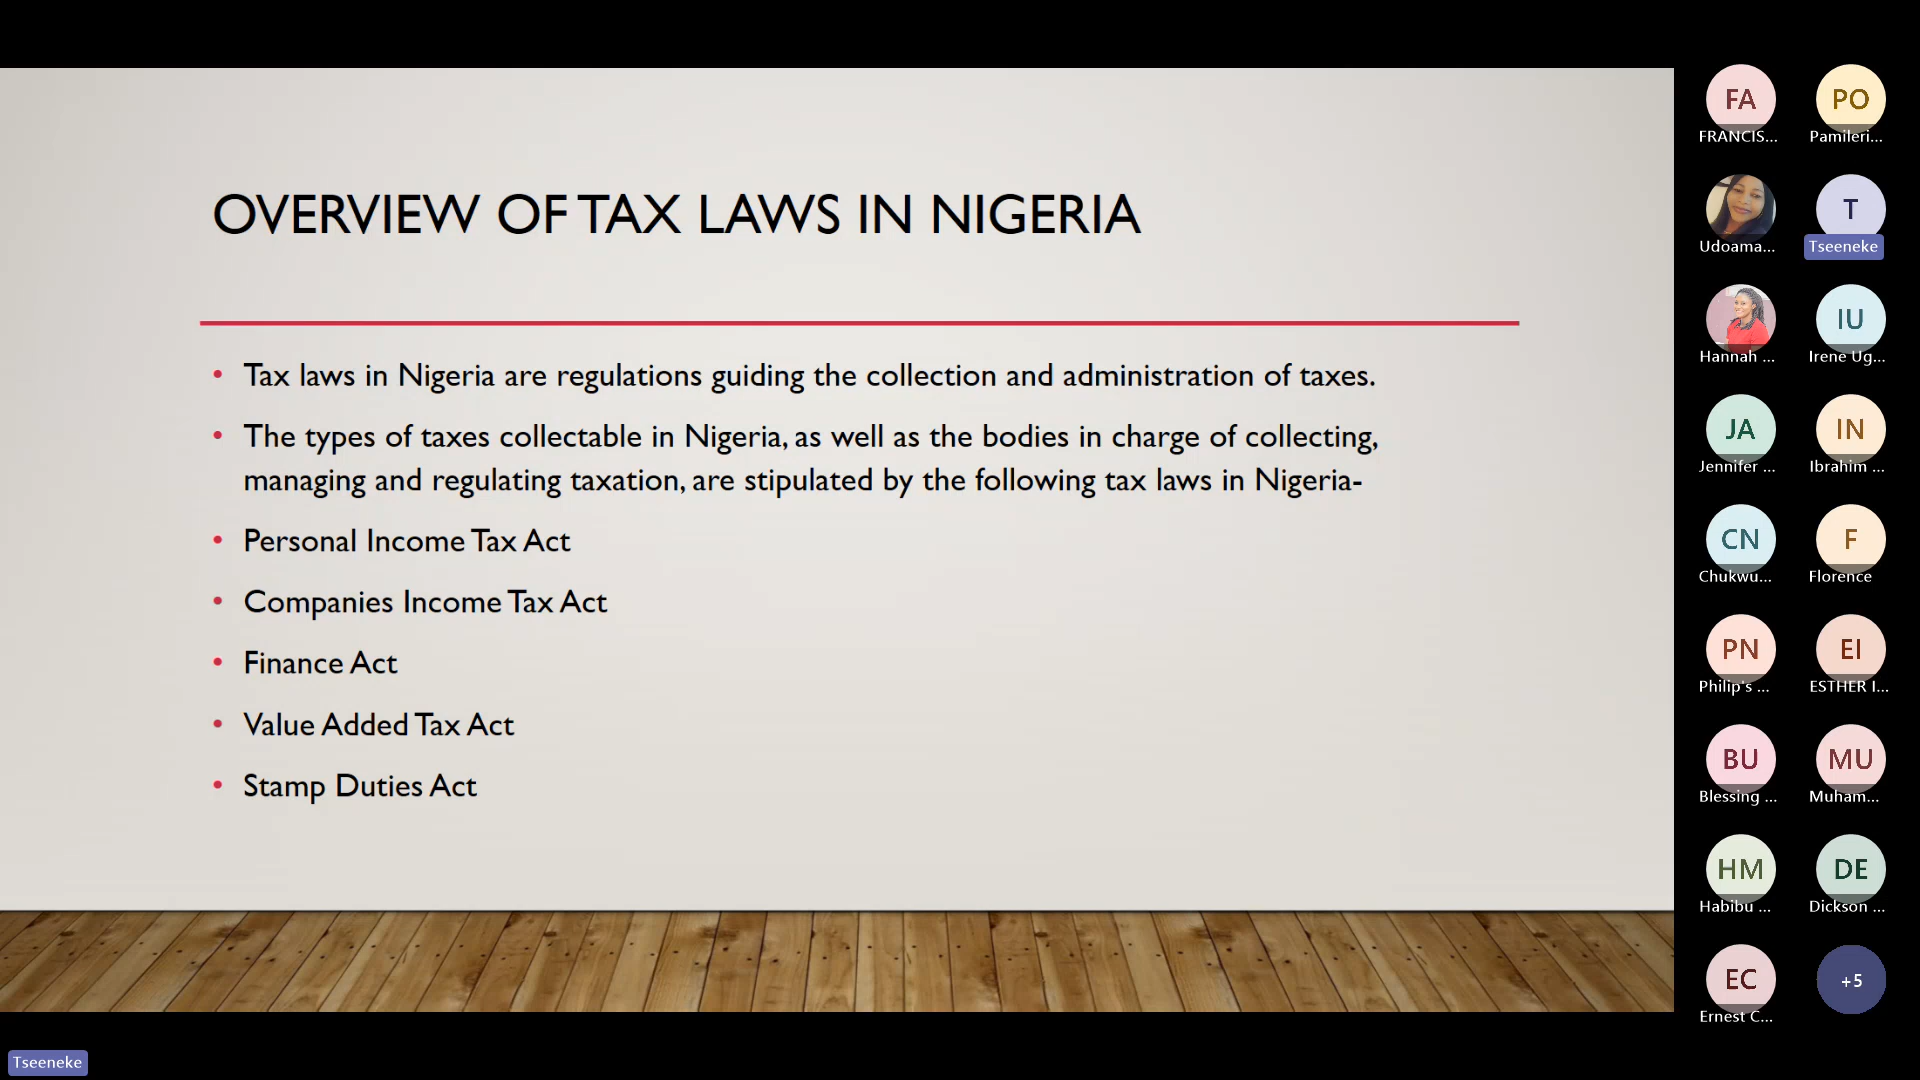 OVERVIEW OF TAX LAWS IN NIGERIA
• Tax laws in Nigeria are regulations guiding the collection and administration of taxes.
• The types of taxes collectable in Nigeria, as well as the bodies in charge of collecting,
managing and regulating taxation, are stipulated by the following tax laws in Nigeria-
• Personal Income Tax Act
• Companies Income Tax Act
• Finance Act
• Value Added Tax Act
• Stamp Duties Act
FA
FRANCIS...
PO
Pamileri...
Udoama...
T
Tseeneke
Hannah ...
IU
Irene Ug...
JA
Jennifer ...
IN
Ibrahim ...
CN
Chukwu...
F
Florence
PN
Philip's ...
EI
ESTHER I...
BU
Blessing ...
MU
Muham...
HM
Habibu ...
DE
Dickson ...
EC
Ernest C...
+5
Tseeneke